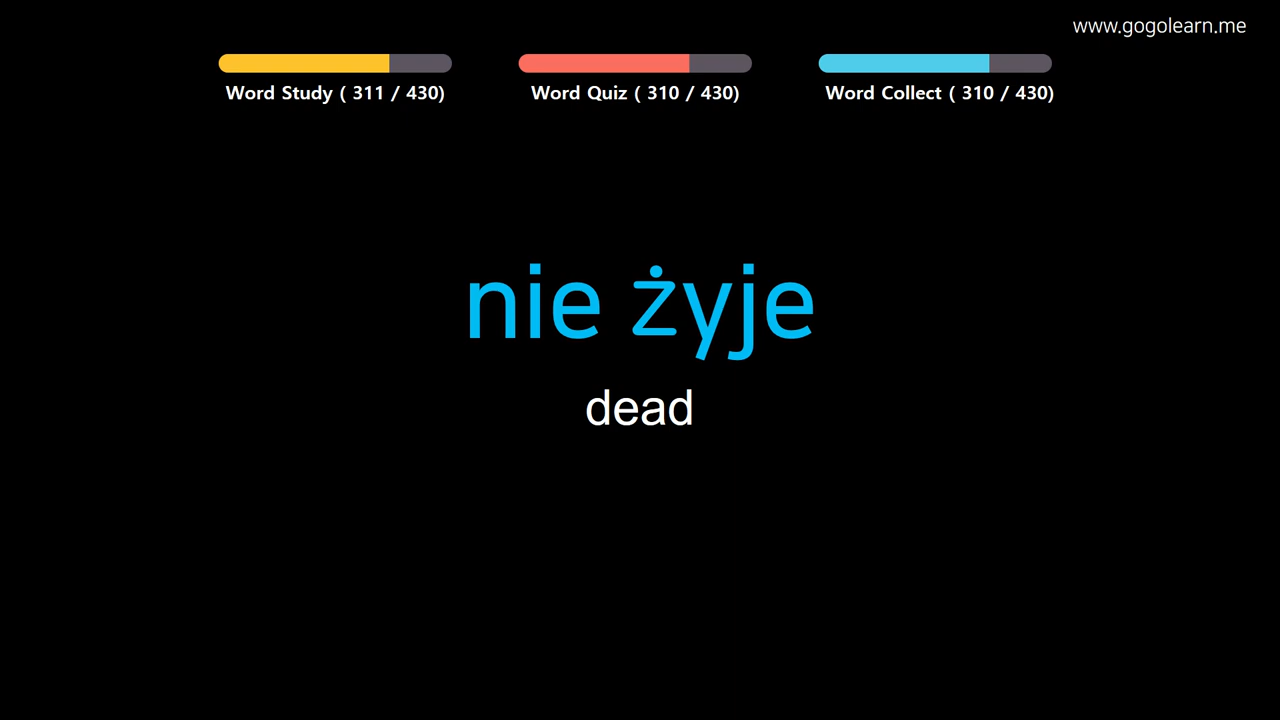 www.gogolearn.me
Word Study ( 311 / 430)
Word Quiz ( 310 / 430)
Word Collect ( 310 / 430)
nie żyje
dead